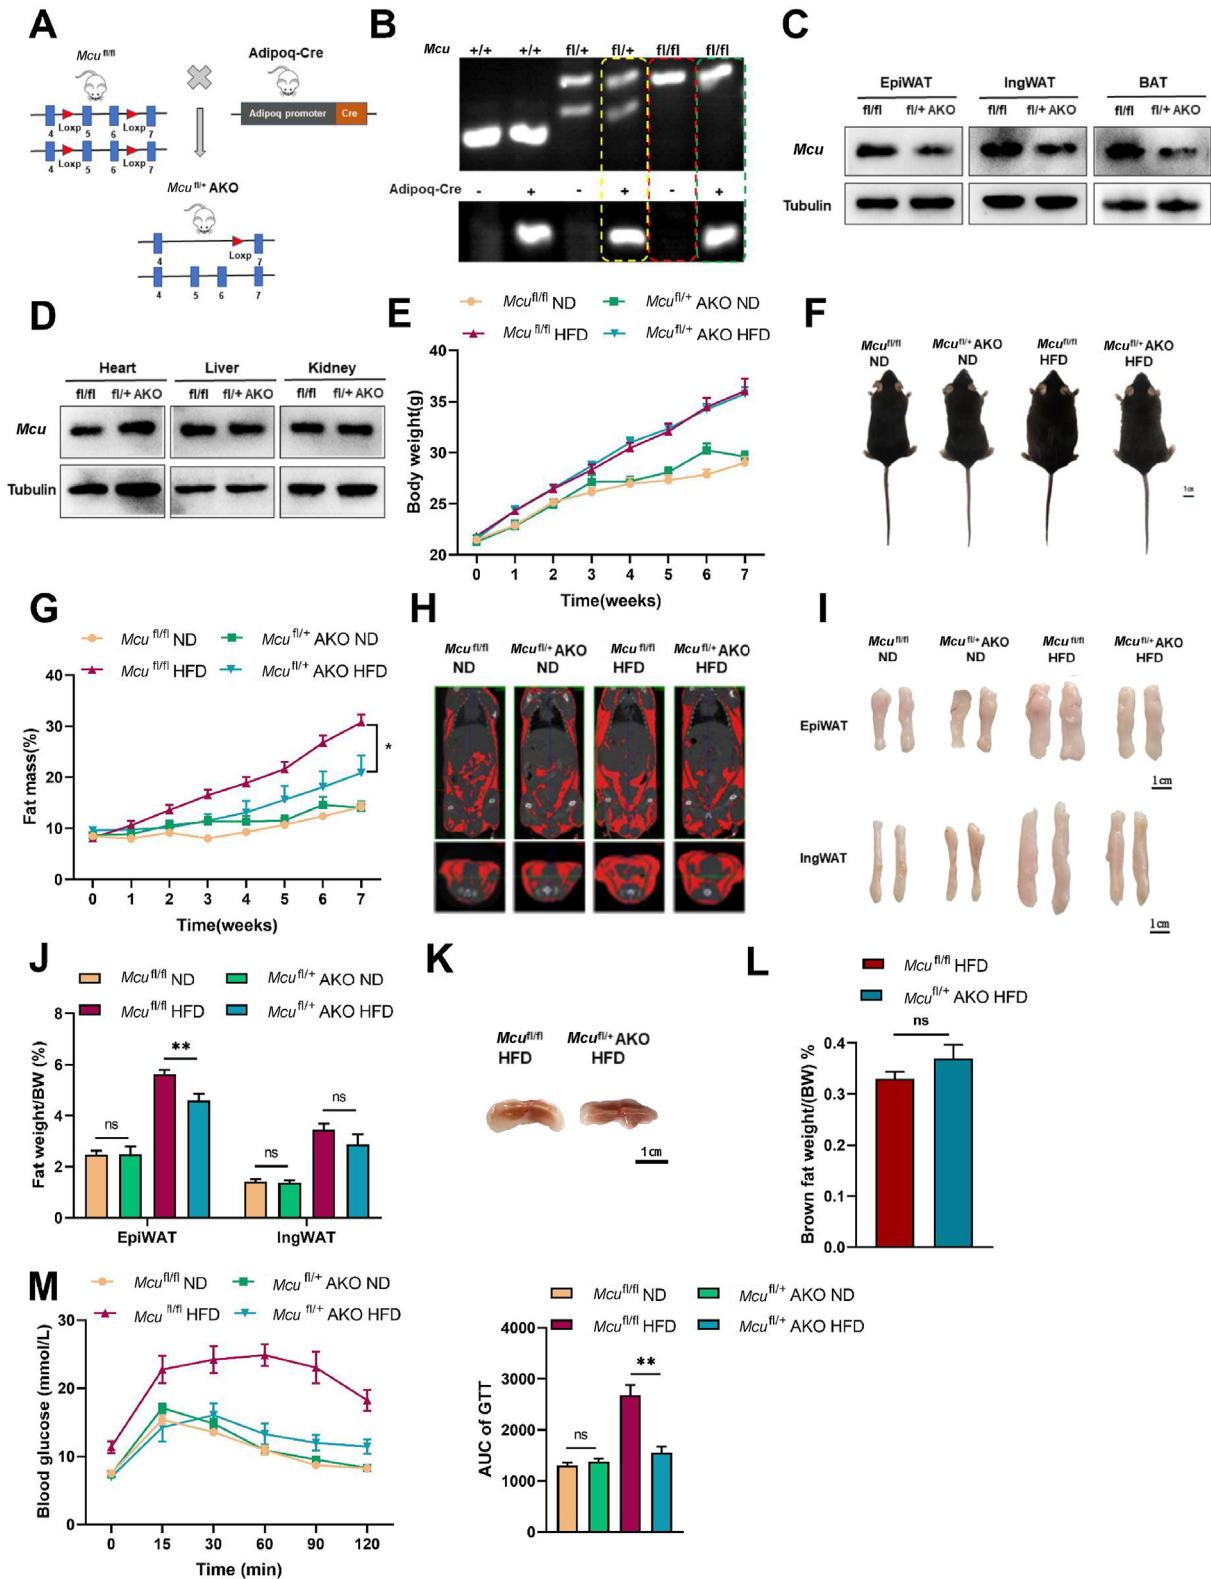 A
Mcu fl/fl
Adipoq-Cre
Adipoq promoter Cre
4 Loxp 5 6 Loxp 7
4 Loxp 5 6 Loxp 7
Mcu fl/+ AKO
4 Loxp 7
4 5 6 7
B
Mcu +/+ +/+ fl/+ fl/+ fl/fl fl/fl
Adipoq-Cre - + - + - +
C
EpiWAT IngWAT BAT
fl/fl fl/+ AKO fl/fl fl/+ AKO fl/fl fl/+ AKO
Mcu
Tubulin
D
Heart Liver Kidney
fl/fl fl/+ AKO fl/fl fl/+ AKO fl/fl fl/+ AKO
Mcu
Tubulin
E
Mcu fl/fl ND Mcu fl/+ AKO ND
Mcu fl/fl HFD Mcu fl/+ AKO HFD
Body weight(g)
40
35
30
25
20
0 1 2 3 4 5 6 7
Time(weeks)
F
Mcu fl/fl Mcu fl/+ AKO Mcu fl/fl Mcu fl/+ AKO
ND ND HFD HFD
1cm
G
Mcu fl/fl ND Mcu fl/+ AKO ND
Mcu fl/fl HFD Mcu fl/+ AKO HFD
Fat mass(%)
40
30
20
10
0
*
0 1 2 3 4 5 6 7
Time(weeks)
H
Mcu fl/fl Mcu fl/+ AKO Mcu fl/fl Mcu fl/+ AKO
ND ND HFD HFD
I
Mcu fl/fl Mcu fl/+ AKO Mcu fl/fl Mcu fl/+ AKO
ND ND HFD HFD
EpiWAT
1cm
IngWAT
1cm
J
Mcu fl/fl ND Mcu fl/+ AKO ND
Mcu fl/fl HFD Mcu fl/+ AKO HFD
Fat weight/BW (%)
8
6
4
2
0
ns ** ns ns
EpiWAT IngWAT
K
Mcu fl/fl Mcu fl/+ AKO
HFD HFD
1cm
L
Mcu fl/fl HFD
Mcu fl/+ AKO HFD
ns
Brown fat weight/(BW) %
0.4
0.3
0.2
0.1
0.0
M
Mcu fl/fl ND Mcu fl/+ AKO ND
Mcu fl/fl HFD Mcu fl/+ AKO HFD
Blood glucose (mmol/L)
30
20
10
0
0 15 30 60 90 120
Time (min)
Mcu fl/fl ND Mcu fl/+ AKO ND
Mcu fl/fl HFD Mcu fl/+ AKO HFD
AUC of GTT
4000
3000
2000
1000
0
ns **